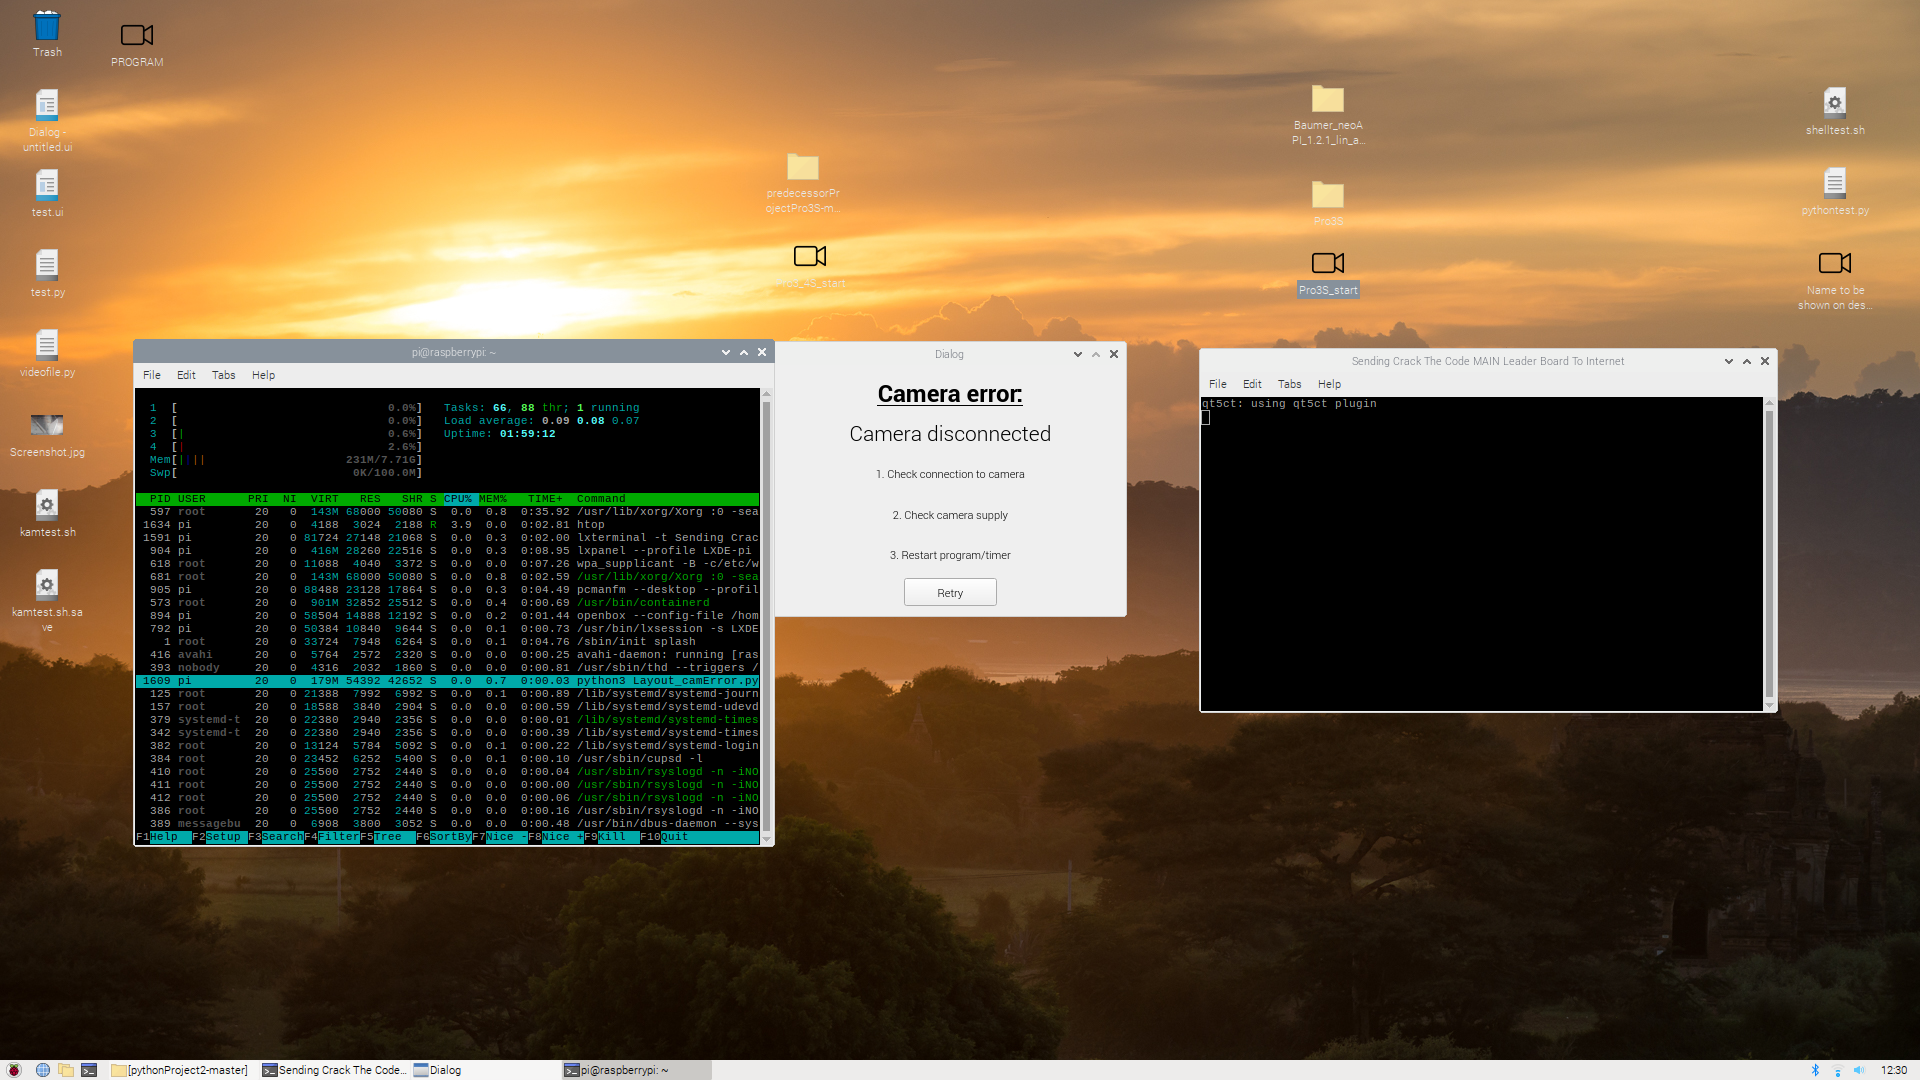 Trash
PROGRAM
Dialog -
untitled.ui
test.ui
test.py
videofile.py
Screenshot.jpg
kamtest.sh
kamtest.sh.sa
ve
predecessorPr
ojectPro3S-m...
Pro3_4S_start
Baumer_neoA
PI_1.2.1_lin_a...
Pro3S
Pro3S_start
shelltest.sh
pythontest.py
Name to be
shown on des...
pi@raspberrypi: ~
File Edit Tabs Help
1 [ 0.0%] Tasks: 66, 88 thr; 1 running
2 [ 0.0%] Load average: 0.09 0.08 0.07
3 [| 0.6%] Uptime: 01:59:12
4 [ 2.6%]
Mem[|||| 231M/7.71G]
Swp[ 0K/100.0M]
PID USER PRI NI VIRT RES SHR S CPU% MEM% TIME+ Command
597 root 20 0 143M 68000 50080 S 0.0 0.8 0:35.92 /usr/lib/xorg/Xorg :0 -sea
1634 pi 20 0 4188 3024 2188 R 3.9 0.0 0:02.81 htop
1591 pi 20 0 81724 27148 21068 S 0.0 0.3 0:02.00 lxterminal -t Sending Crac
904 pi 20 0 416M 28260 22516 S 0.0 0.3 0:08.95 lxpanel --profile LXDE-pi
618 root 20 0 11088 4040 3372 S 0.0 0.0 0:07.26 wpa_supplicant -B -c/etc/w
681 root 20 0 143M 68000 50080 S 0.0 0.8 0:02.59 /usr/lib/xorg/Xorg :0 -sea
905 pi 20 0 88488 23128 17864 S 0.0 0.3 0:04.49 pcmanfm --desktop --profil
573 root 20 0 901M 32852 25512 S 0.0 0.4 0:00.69 /usr/bin/containerd
894 pi 20 0 58504 14888 12192 S 0.0 0.2 0:01.44 openbox --config-file /hom
792 pi 20 0 50384 10840 9644 S 0.0 0.1 0:00.73 /usr/bin/lxsession -s LXDE
1 root 20 0 33724 7948 6264 S 0.0 0.1 0:04.76 /sbin/init splash
416 avahi 20 0 5764 2572 2320 S 0.0 0.0 0:00.25 avahi-daemon: running [ras
393 nobody 20 0 4316 2032 1860 S 0.0 0.0 0:00.81 /usr/sbin/thd --triggers /
1609 pi 20 0 179M 54392 42652 S 0.0 0.7 0:00.03 python3 Layout_camError.py
125 root 20 0 21388 7992 6992 S 0.0 0.1 0:00.89 /lib/systemd/systemd-journ
157 root 20 0 18588 3840 2904 S 0.0 0.0 0:00.59 /lib/systemd/systemd-udevd
379 systemd-t 20 0 22380 2940 2356 S 0.0 0.0 0:00.01 /lib/systemd/systemd-times
342 systemd-t 20 0 22380 2940 2356 S 0.0 0.0 0:00.39 /lib/systemd/systemd-times
382 root 20 0 13124 5784 5092 S 0.0 0.1 0:00.22 /lib/systemd/systemd-login
384 root 20 0 23452 6252 5400 S 0.0 0.1 0:00.10 /usr/sbin/cupsd -l
410 root 20 0 25500 2752 2440 S 0.0 0.0 0:00.04 /usr/sbin/rsyslogd -n -iNO
411 root 20 0 25500 2752 2440 S 0.0 0.0 0:00.00 /usr/sbin/rsyslogd -n -iNO
412 root 20 0 25500 2752 2440 S 0.0 0.0 0:00.06 /usr/sbin/rsyslogd -n -iNO
386 root 20 0 25500 2752 2440 S 0.0 0.0 0:00.16 /usr/sbin/rsyslogd -n -iNO
389 messagebu 20 0 6908 3800 3052 S 0.0 0.0 0:00.48 /usr/bin/dbus-daemon --sys
F1Help F2Setup F3SearchF4FilterF5Tree F6SortByF7Nice -F8Nice +F9Kill F10Quit
Dialog
Camera error:
Camera disconnected
1. Check connection to camera
2. Check camera supply
3. Restart program/timer
Retry
Sending Crack The Code MAIN Leader Board To Internet
File Edit Tabs Help
qt5ct: using qt5ct plugin
[pythonProject2-master]
Sending Crack The Code...
Dialog
pi@raspberrypi: ~
12:30